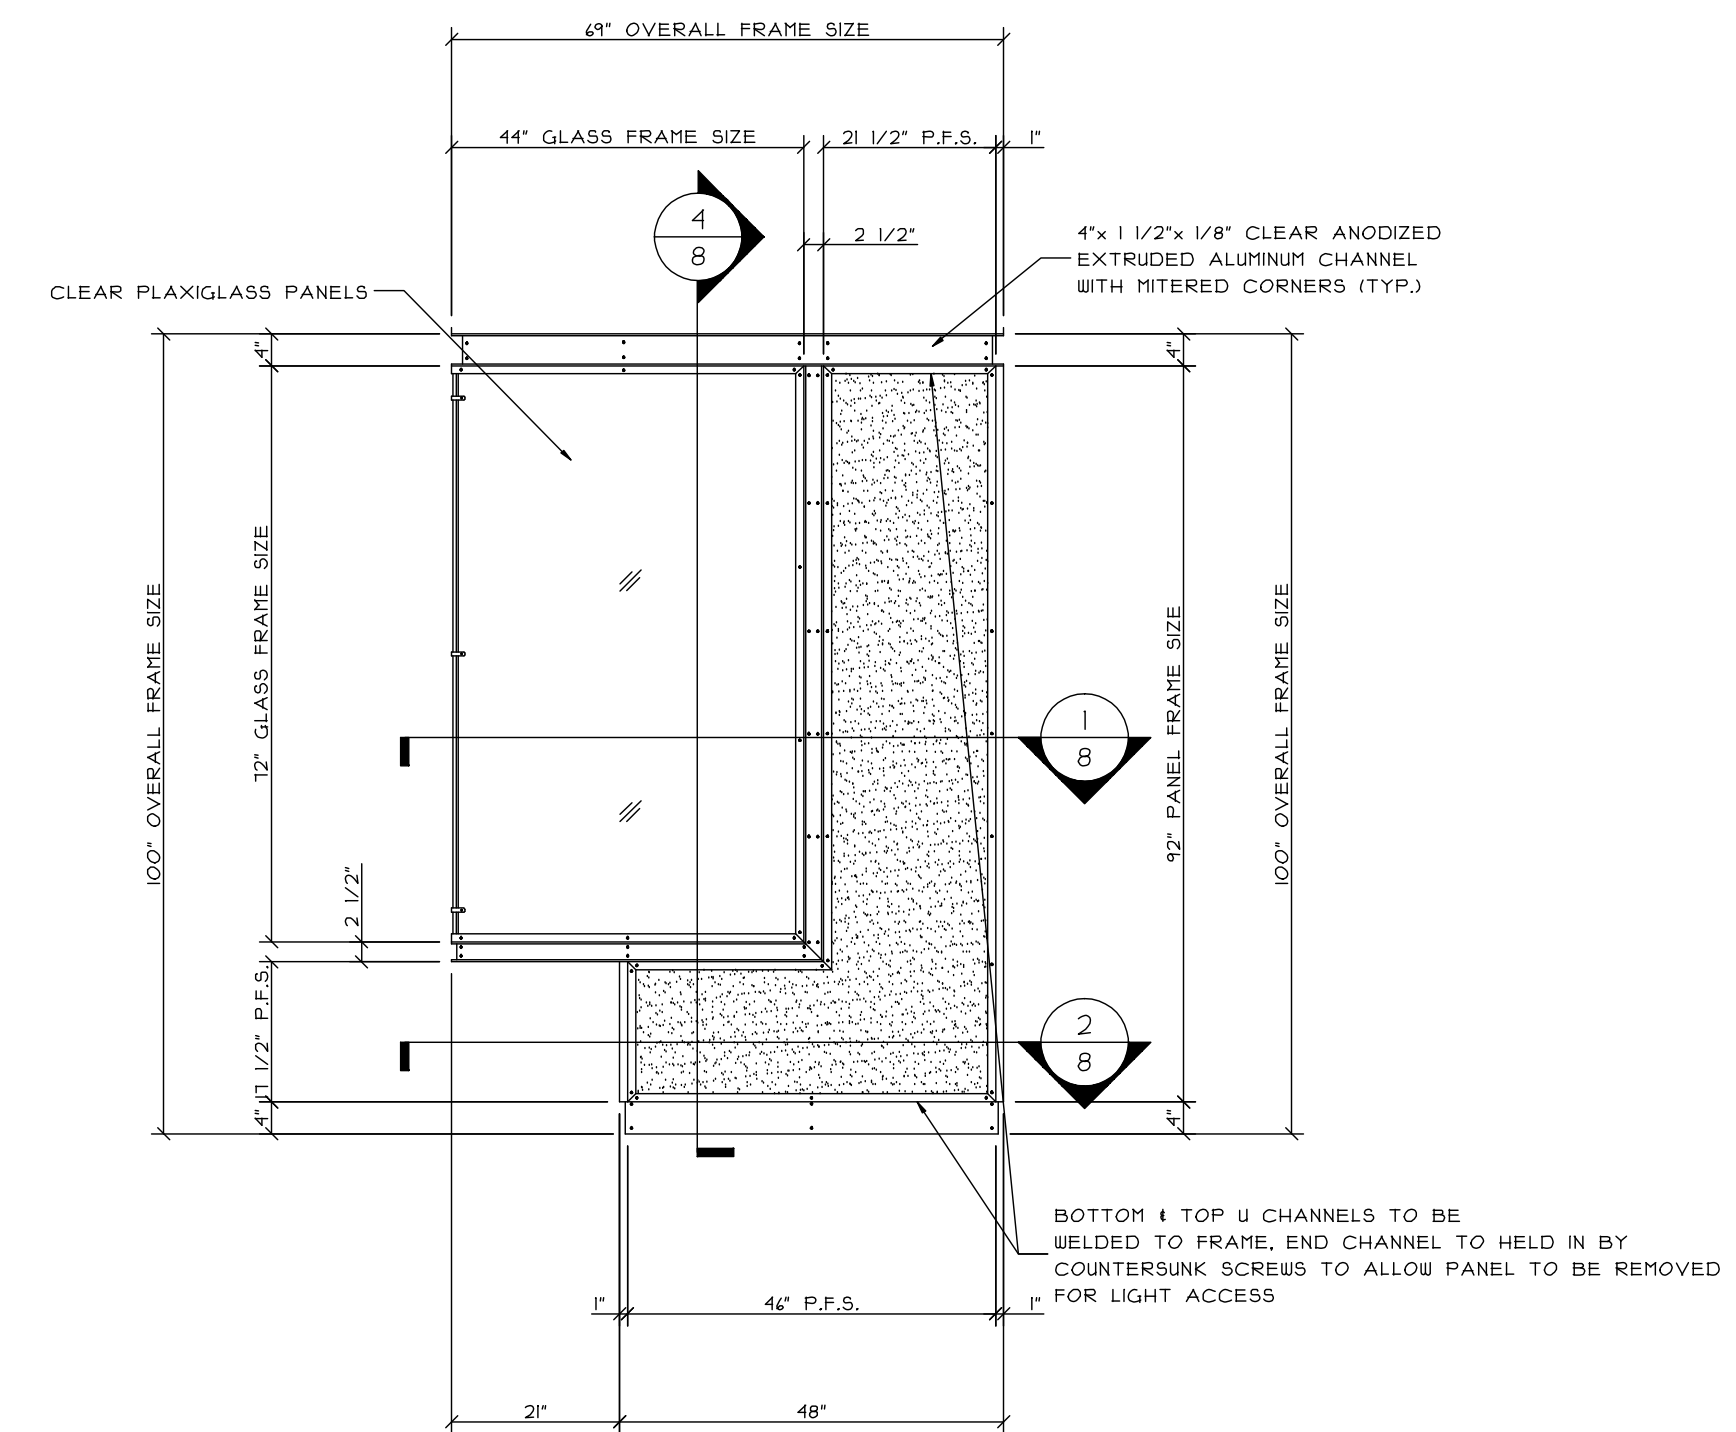 69" OVERALL FRAME SIZE
44" GLASS FRAME SIZE
21 1/2" P.F.S.
1"
4
8
2 1/2"
4"x 1 1/2"x 1/8" CLEAR ANODIZED
EXTRUDED ALUMINUM CHANNEL
WITH MITERED CORNERS (TYP.)
CLEAR PLAXIGLASS PANELS
4"
4"
100" OVERALL FRAME SIZE
72" GLASS FRAME SIZE
92" PANEL FRAME SIZE
100" OVERALL FRAME SIZE
1
8
2 1/2"
17 1/2" P.F.S.
2
8
4"
4"
BOTTOM & TOP U CHANNELS TO BE
WELDED TO FRAME, END CHANNEL TO HELD IN BY
COUNTERSUNK SCREWS TO ALLOW PANEL TO BE REMOVED
FOR LIGHT ACCESS
1"
46" P.F.S.
1"
21"
48"